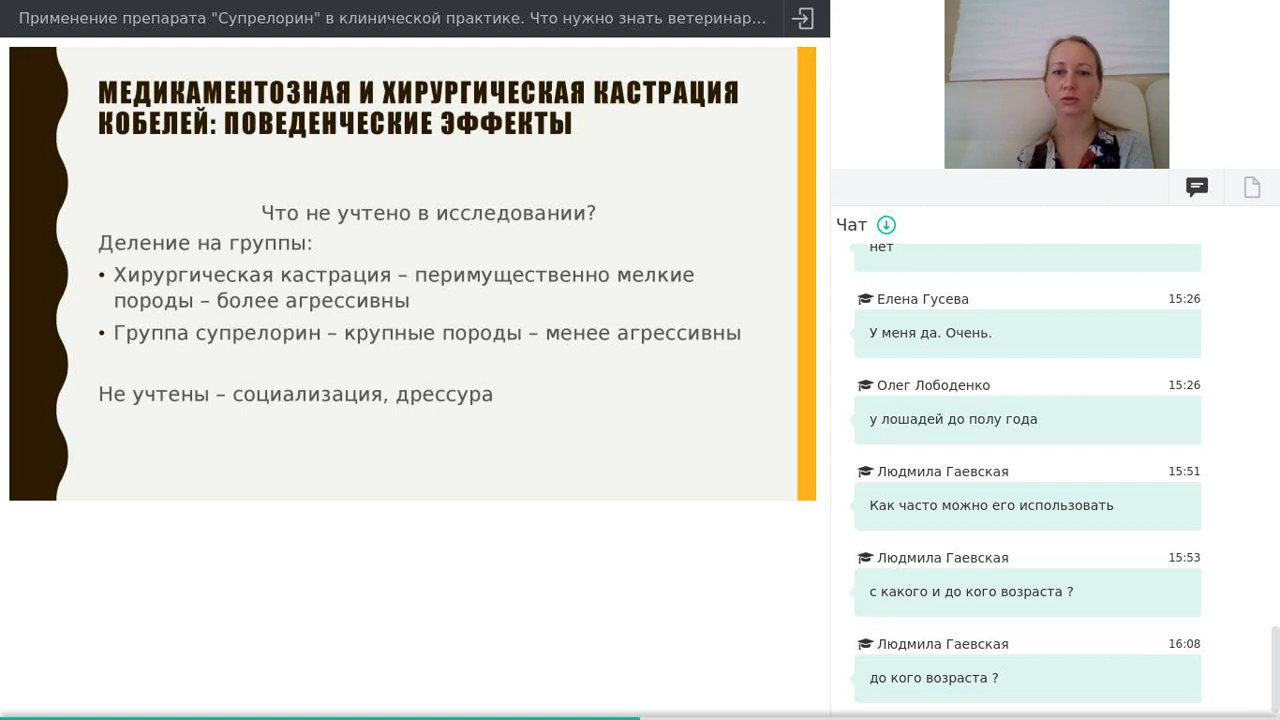 Применение препарата "Супрелорин" в клинической практике. Что нужно знать ветеринар...
МЕДИКАМЕНТОЗНАЯ И ХИРУРГИЧЕСКАЯ КАСТРАЦИЯ
КОБЕЛЕЙ: ПОВЕДЕНЧЕСКИЕ ЭФФЕКТЫ
Что не учтено в исследовании?
Деление на группы:
• Хирургическая кастрация – перимущественно мелкие
породы – более агрессивны
• Группа супрелорин – крупные породы – менее агрессивны
Не учтены – социализация, дрессура
Чат
нет
Елена Гусева 15:26
У меня да. Очень.
Олег Лободенко 15:26
у лошадей до полу года
Людмила Гаевская 15:51
Как часто можно его использовать
Людмила Гаевская 15:53
с какого и до кого возраста ?
Людмила Гаевская 16:08
до кого возраста ?